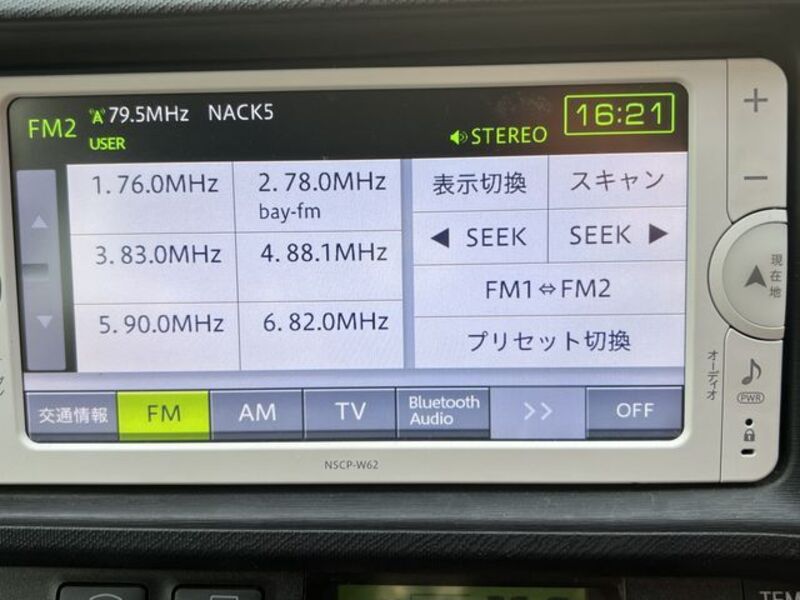 FM2 79.5MHz NACK5
USER
STEREO 16:21
1. 76.0MHz 2. 78.0MHz
bay-fm
3. 83.0MHz 4. 88.1MHz
5. 90.0MHz 6. 82.0MHz
表示切換 スキャン
◀ SEEK SEEK ▶
FM1⇔FM2
プリセット切換
交通情報 FM AM TV Bluetooth Audio >> OFF
+
−
現在地
オーディオ
PWR
NSCP-W62
TEM